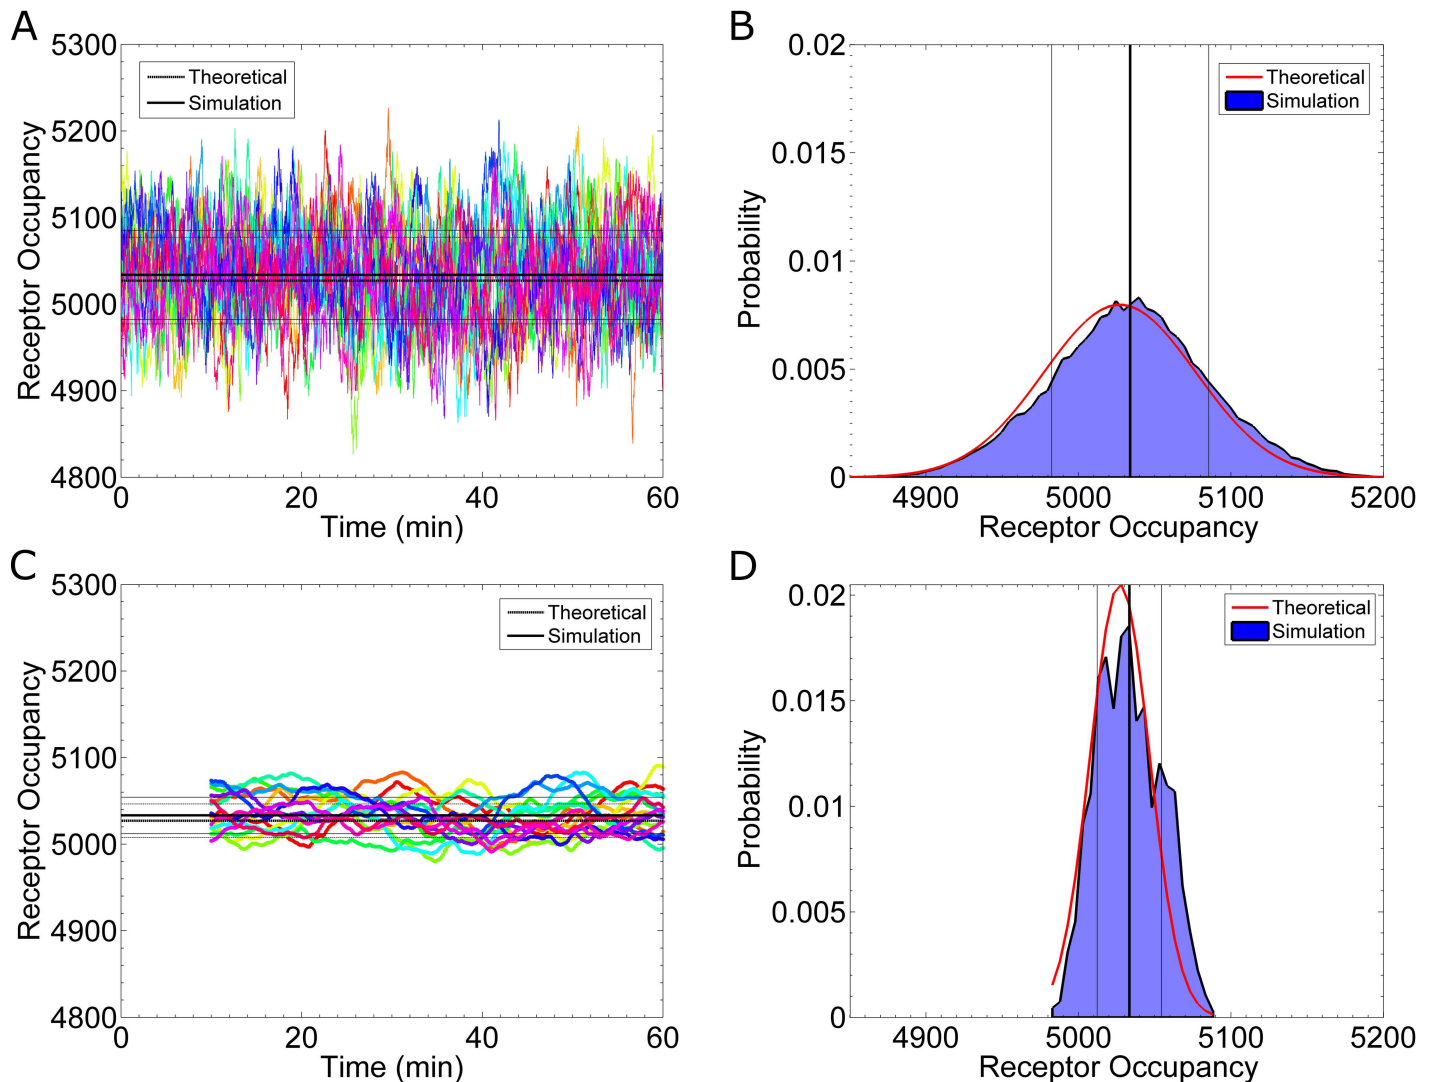 A
5300
5200
5100
5000
4900
4800
Receptor Occupancy
Theoretical
Simulation
0
20
40
60
Time (min)
B
0.02
0.015
0.01
0.005
0
Probability
Theoretical
Simulation
4900
5000
5100
5200
Receptor Occupancy
C
5300
5200
5100
5000
4900
4800
Receptor Occupancy
Theoretical
Simulation
0
20
40
60
Time (min)
D
0.02
0.015
0.01
0.005
0
Probability
Theoretical
Simulation
4900
5000
5100
5200
Receptor Occupancy